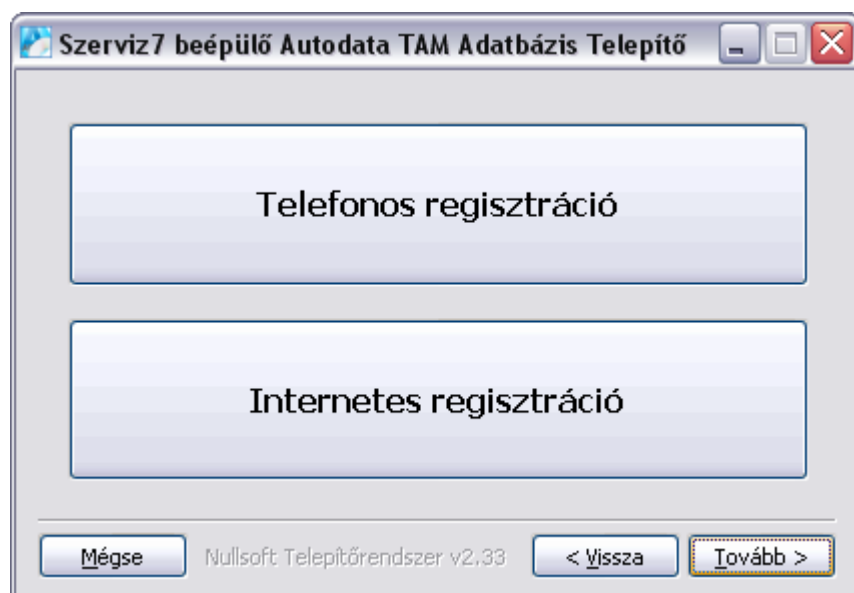 Szerviz7 beépülő Autodata TAM Adatbázis Telepítő
Telefonos regisztráció
Internetes regisztráció
Mégse Nullsoft Telepítőrendszer v2.33 < Vissza Tovább >